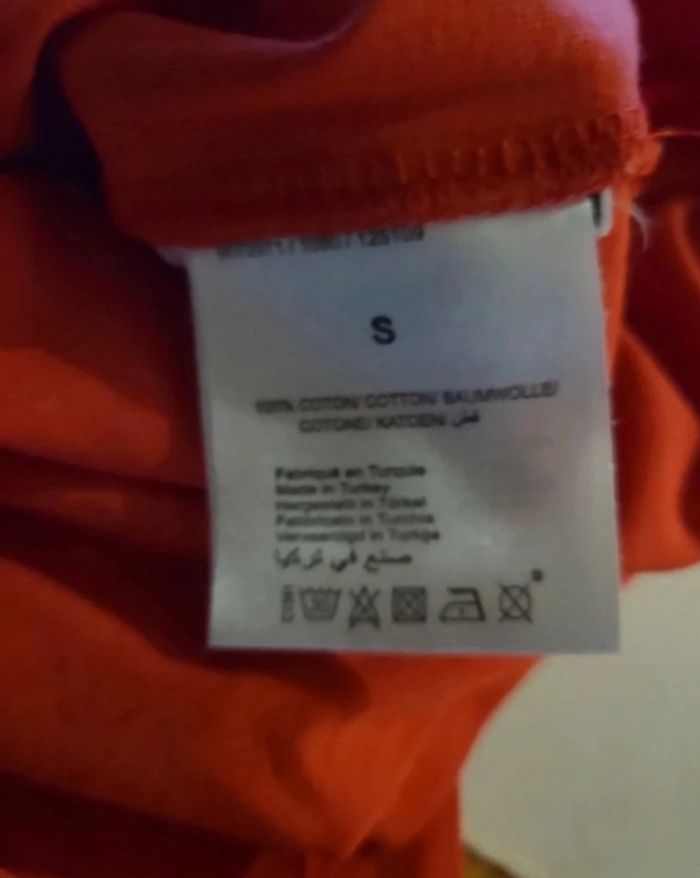 S
100% COTON/ COTTON/ BAUMWOLLE/
COTONE/ KATOEN/ قطن
Fabriqué en Turquie
Made in Turkey
Hergestellt in Türkei
Fabbricato in Turchia
Vervaardigd in Turkije
صنع في تركيا